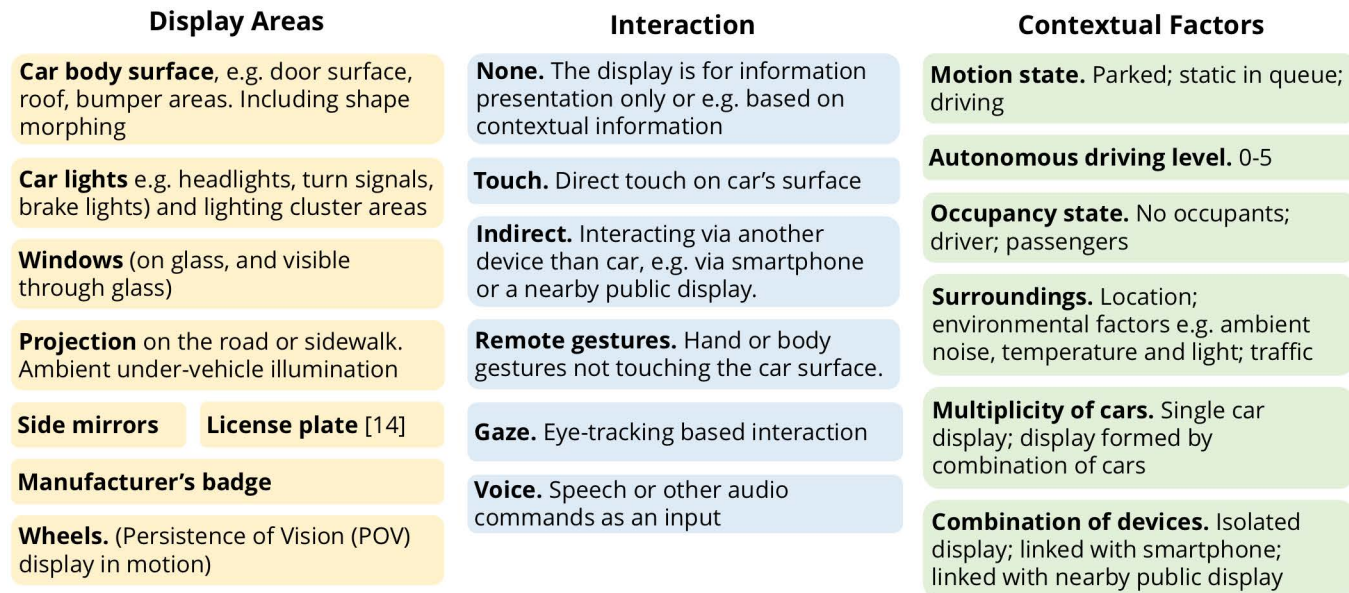 Display Areas
Car body surface, e.g. door surface,
roof, bumper areas. Including shape
morphing
Car lights e.g. headlights, turn signals,
brake lights) and lighting cluster areas
Windows (on glass, and visible
through glass)
Projection on the road or sidewalk.
Ambient under-vehicle illumination
Side mirrors
License plate [14]
Manufacturer’s badge
Wheels. (Persistence of Vision (POV)
display in motion)
Interaction
None. The display is for information
presentation only or e.g. based on
contextual information
Touch. Direct touch on car’s surface
Indirect. Interacting via another
device than car, e.g. via smartphone
or a nearby public display.
Remote gestures. Hand or body
gestures not touching the car surface.
Gaze. Eye-tracking based interaction
Voice. Speech or other audio
commands as an input
Contextual Factors
Motion state. Parked; static in queue;
driving
Autonomous driving level. 0-5
Occupancy state. No occupants;
driver; passengers
Surroundings. Location;
environmental factors e.g. ambient
noise, temperature and light; traffic
Multiplicity of cars. Single car
display; display formed by
combination of cars
Combination of devices. Isolated
display; linked with smartphone;
linked with nearby public display